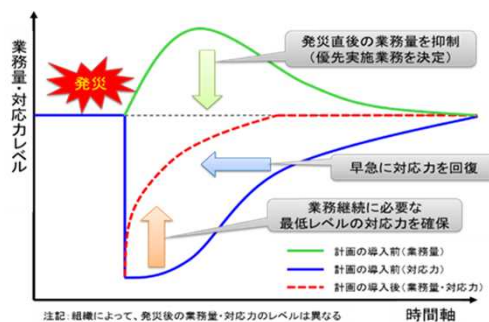 業務量・対応力レベル
発災
発災直後の業務量を抑制
(優先実施業務を決定)
早急に対応力を回復
業務継続に必要な
最低レベルの対応力を確保
計画の導入前(業務量)
計画の導入前(対応力)
計画の導入後(業務量・対応力)
注記:組織によって、発災後の業務量・対応力のレベルは異なる
時間軸